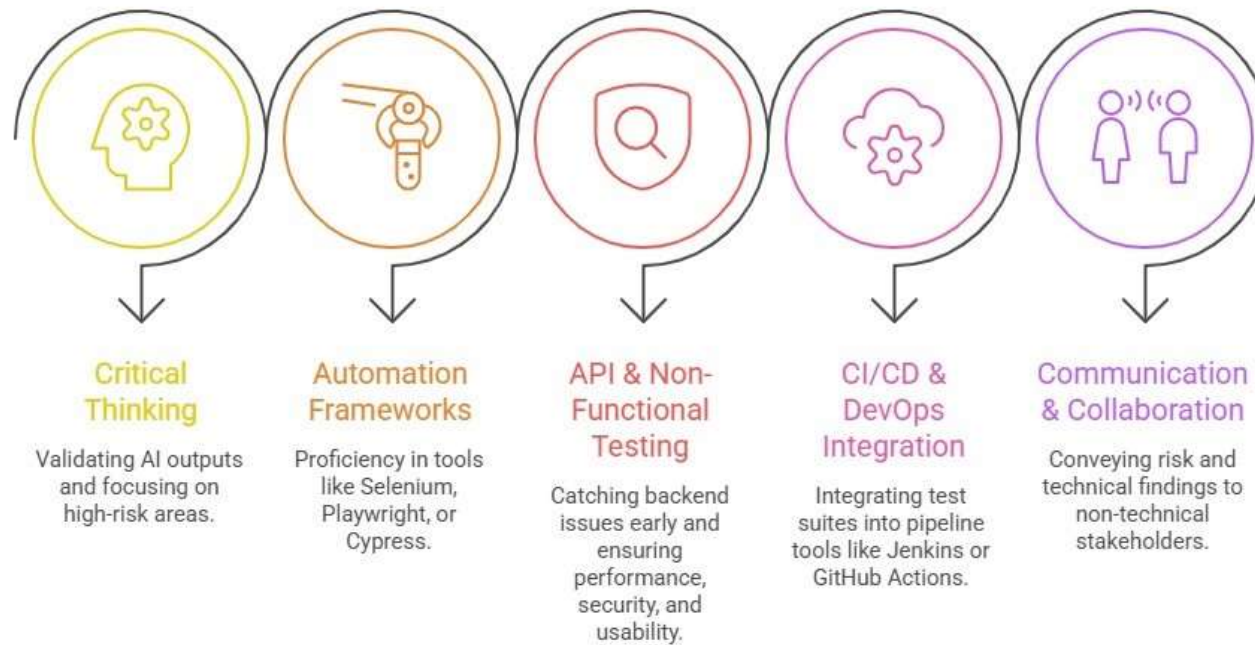 Critical
Thinking
Validating AI outputs
and focusing on
high-risk areas.
Automation
Frameworks
Proficiency in tools
like Selenium,
Playwright, or
Cypress.
API & Non-
Functional
Testing
Catching backend
issues early and
ensuring
performance,
security, and
usability.
CI/CD &
DevOps
Integration
Integrating test
suites into pipeline
tools like Jenkins or
GitHub Actions.
Communication
& Collaboration
Conveying risk and
technical findings to
non-technical
stakeholders.